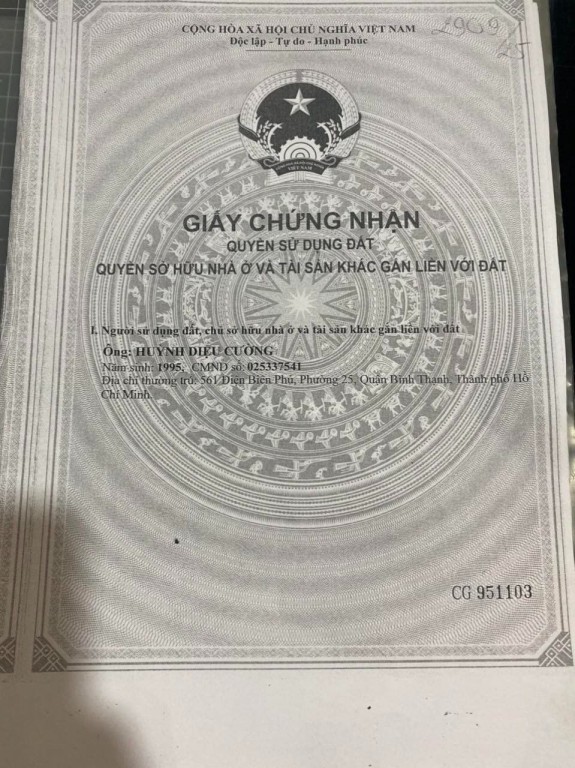 CỘNG HÒA XÃ HỘI CHỦ NGHĨA VIỆT NAM
Độc lập - Tự do - Hạnh phúc
2909
/25
VIỆT NAM
GIẤY CHỨNG NHẬN
QUYỀN SỬ DỤNG ĐẤT
QUYỀN SỞ HỮU NHÀ Ở VÀ TÀI SẢN KHÁC GẮN LIỀN VỚI ĐẤT
I. Người sử dụng đất, chủ sở hữu nhà ở và tài sản khác gắn liền với đất
Ông: HUỲNH DIỆU CƯỜNG
Năm sinh: 1995, CMND số: 025337541
Địa chỉ thường trú: 561 Điện Biên Phủ, Phường 25, Quận Bình Thạnh, Thành phố Hồ
Chí Minh.
CG 951103